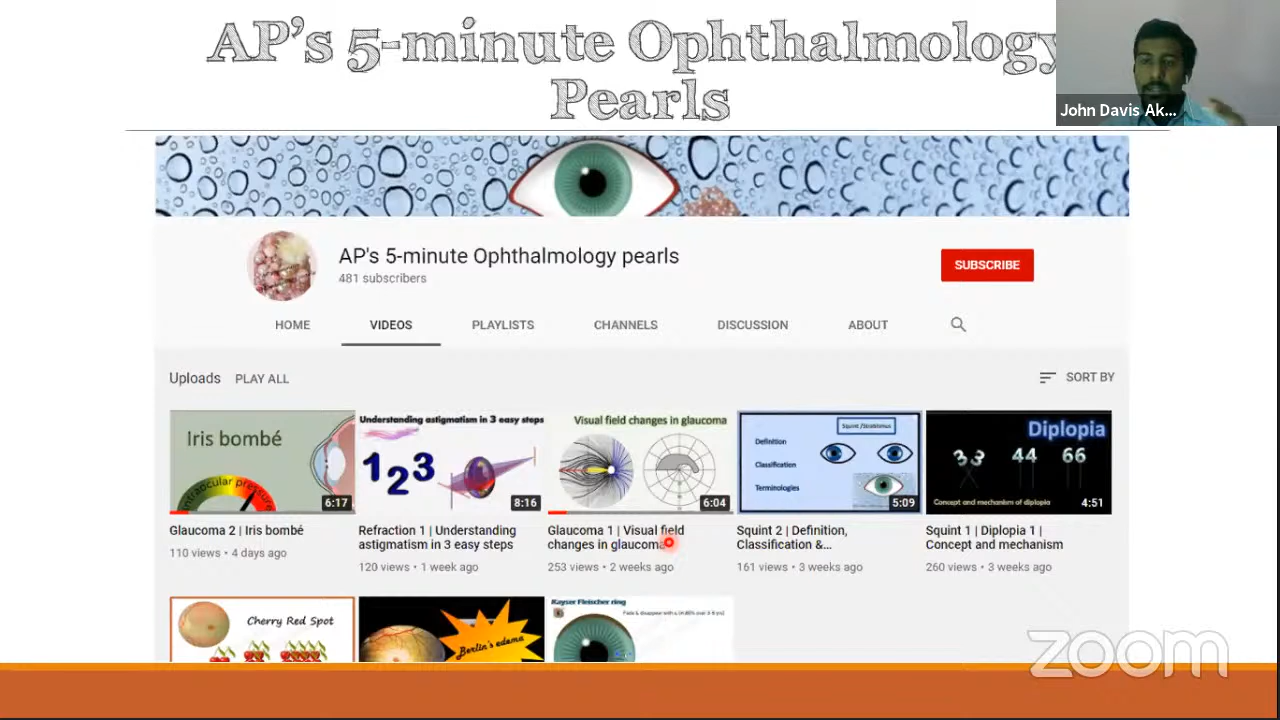 AP's 5-minute Ophthalmology
Pearls
John Davis Ak...
AP's 5-minute Ophthalmology pearls
481 subscribers
SUBSCRIBE
HOME
VIDEOS
PLAYLISTS
CHANNELS
DISCUSSION
ABOUT
Uploads
PLAY ALL
SORT BY
Iris bombé
6:17
Glaucoma 2 | Iris bombé
110 views • 4 days ago
Understanding astigmatism in 3 easy steps
123
8:16
Refraction 1 | Understanding
astigmatism in 3 easy steps
120 views • 1 week ago
Visual field changes in glaucoma
6:04
Glaucoma 1 | Visual field
changes in glaucoma
253 views • 2 weeks ago
Squint /Strabismus
Definition
Classification
Terminologies
5:09
Squint 2 | Definition,
Classification &...
161 views • 3 weeks ago
Diplopia
33 44 66
Concept and mechanism of diplopia
4:51
Squint 1 | Diplopia 1 |
Concept and mechanism
260 views • 3 weeks ago
Cherry Red Spot
Berlin's edema
Kayser Fleischer ring
zoom